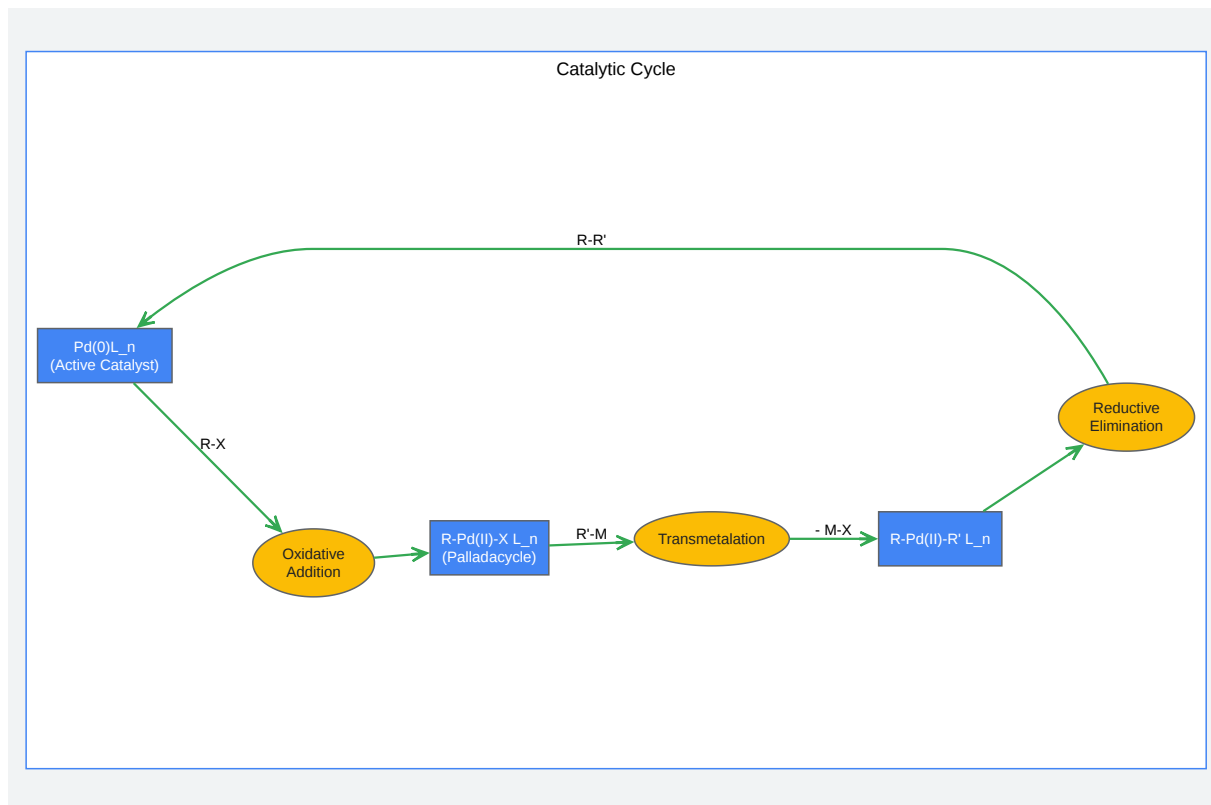 Catalytic Cycle
R-R'
Pd(0)L_n
(Active Catalyst)
Reductive
Elimination
R-X
Oxidative
Addition
R-Pd(II)-X L_n
(Palladacycle)
R'-M
Transmetalation
- M-X
R-Pd(II)-R' L_n